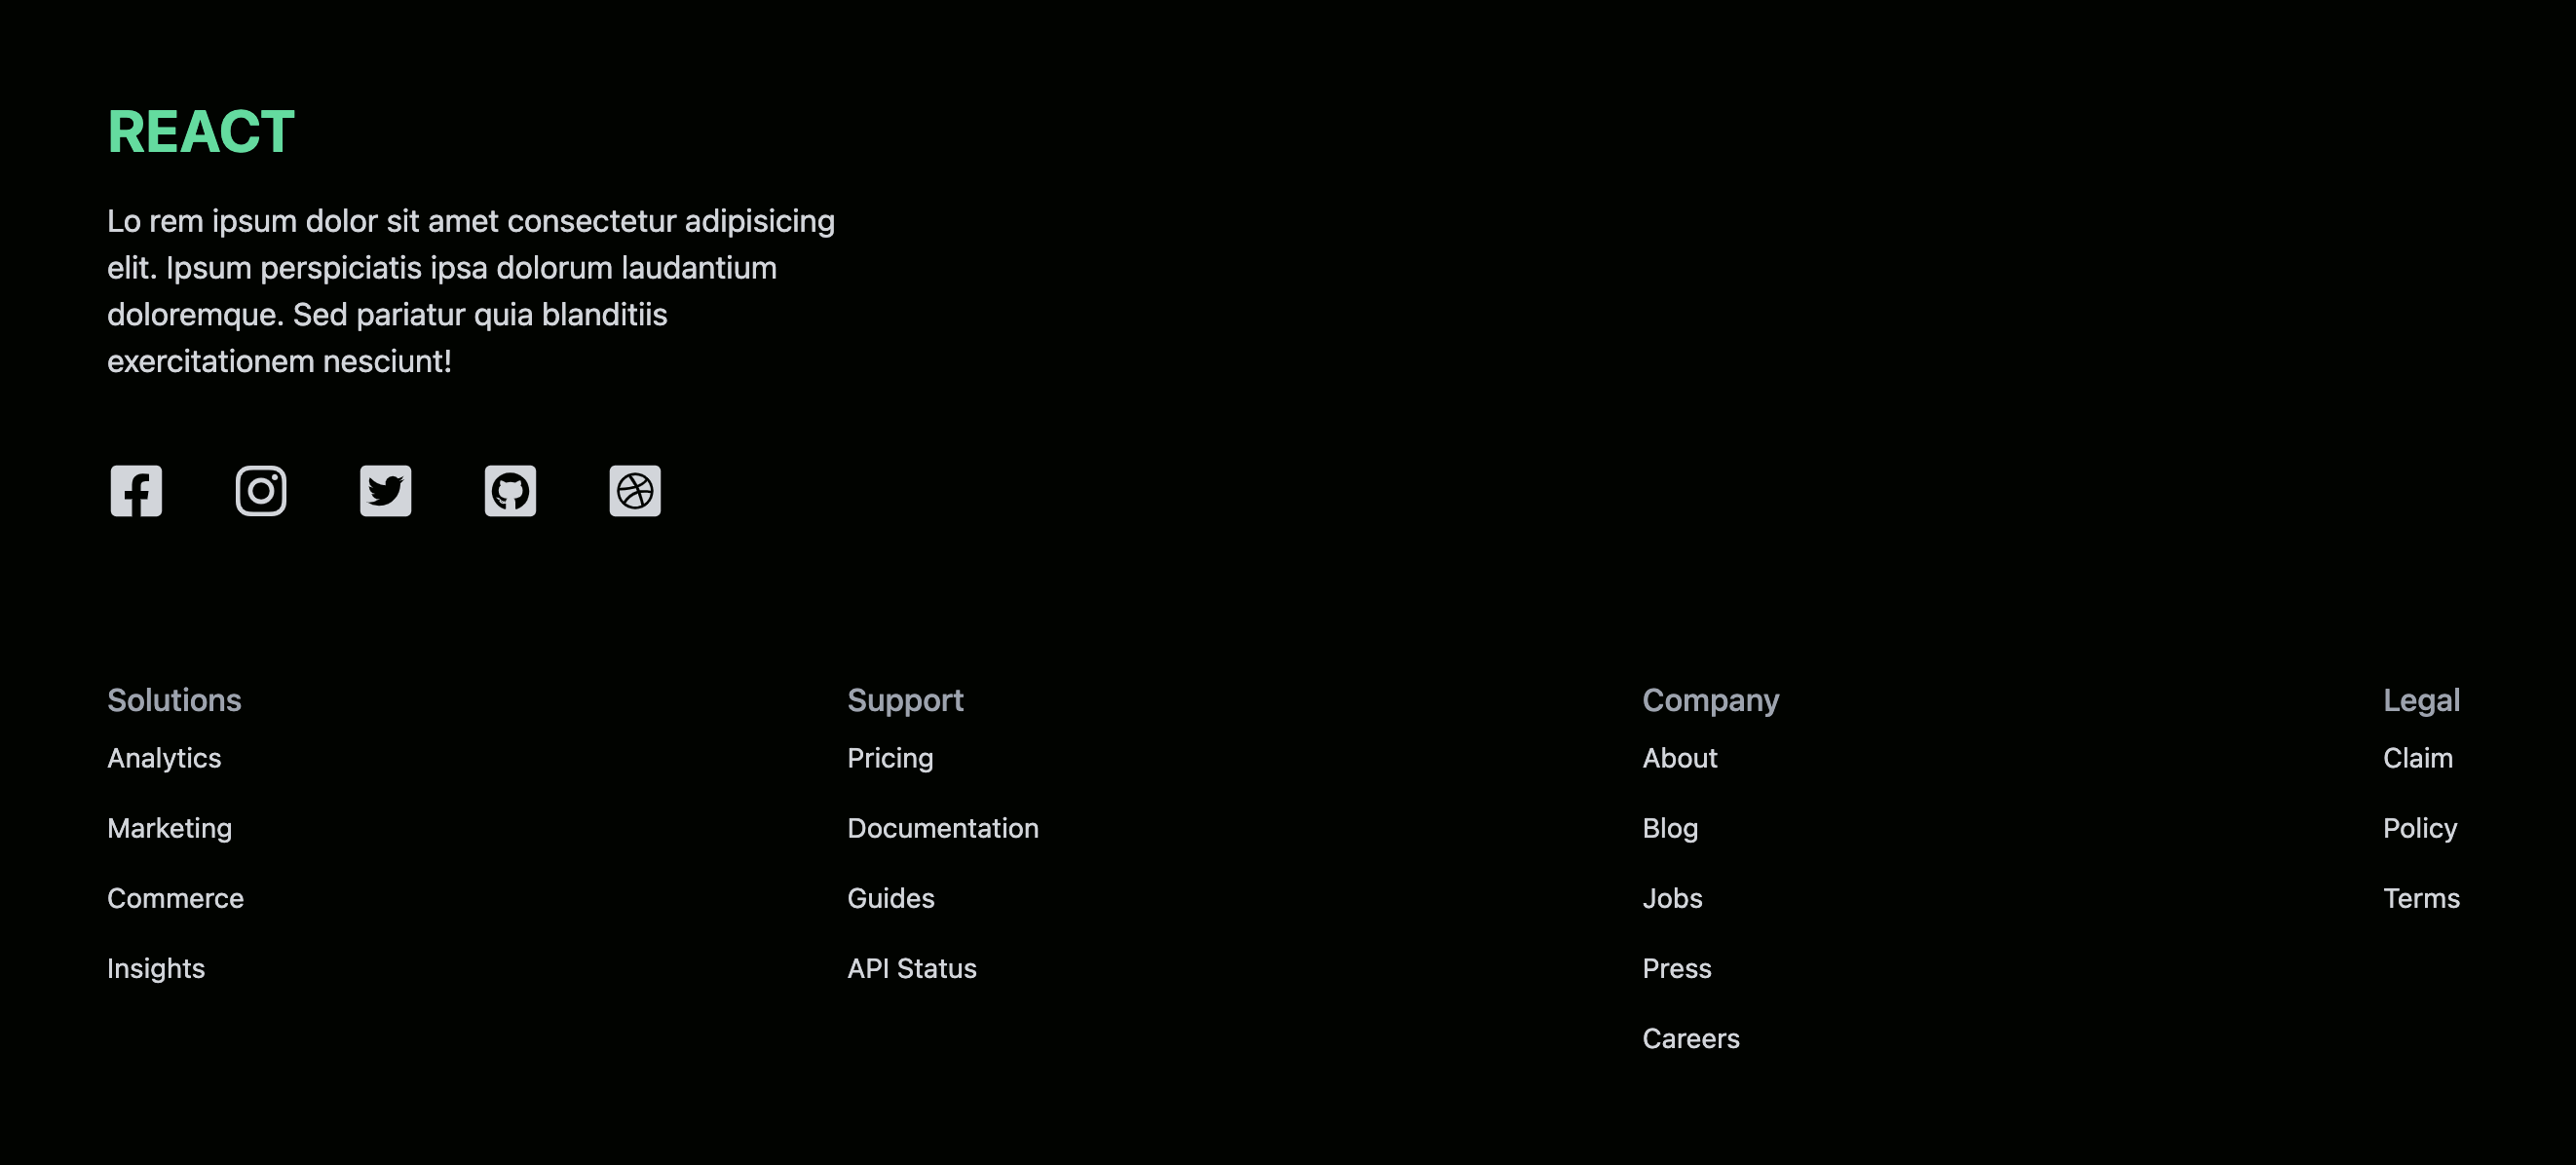 REACT
Lo rem ipsum dolor sit amet consectetur adipisicing
elit. Ipsum perspiciatis ipsa dolorum laudantium
doloremque. Sed pariatur quia blanditiis
exercitationem nesciunt!
Solutions
Analytics
Marketing
Commerce
Insights
Support
Pricing
Documentation
Guides
API Status
Company
About
Blog
Jobs
Press
Careers
Legal
Claim
Policy
Terms